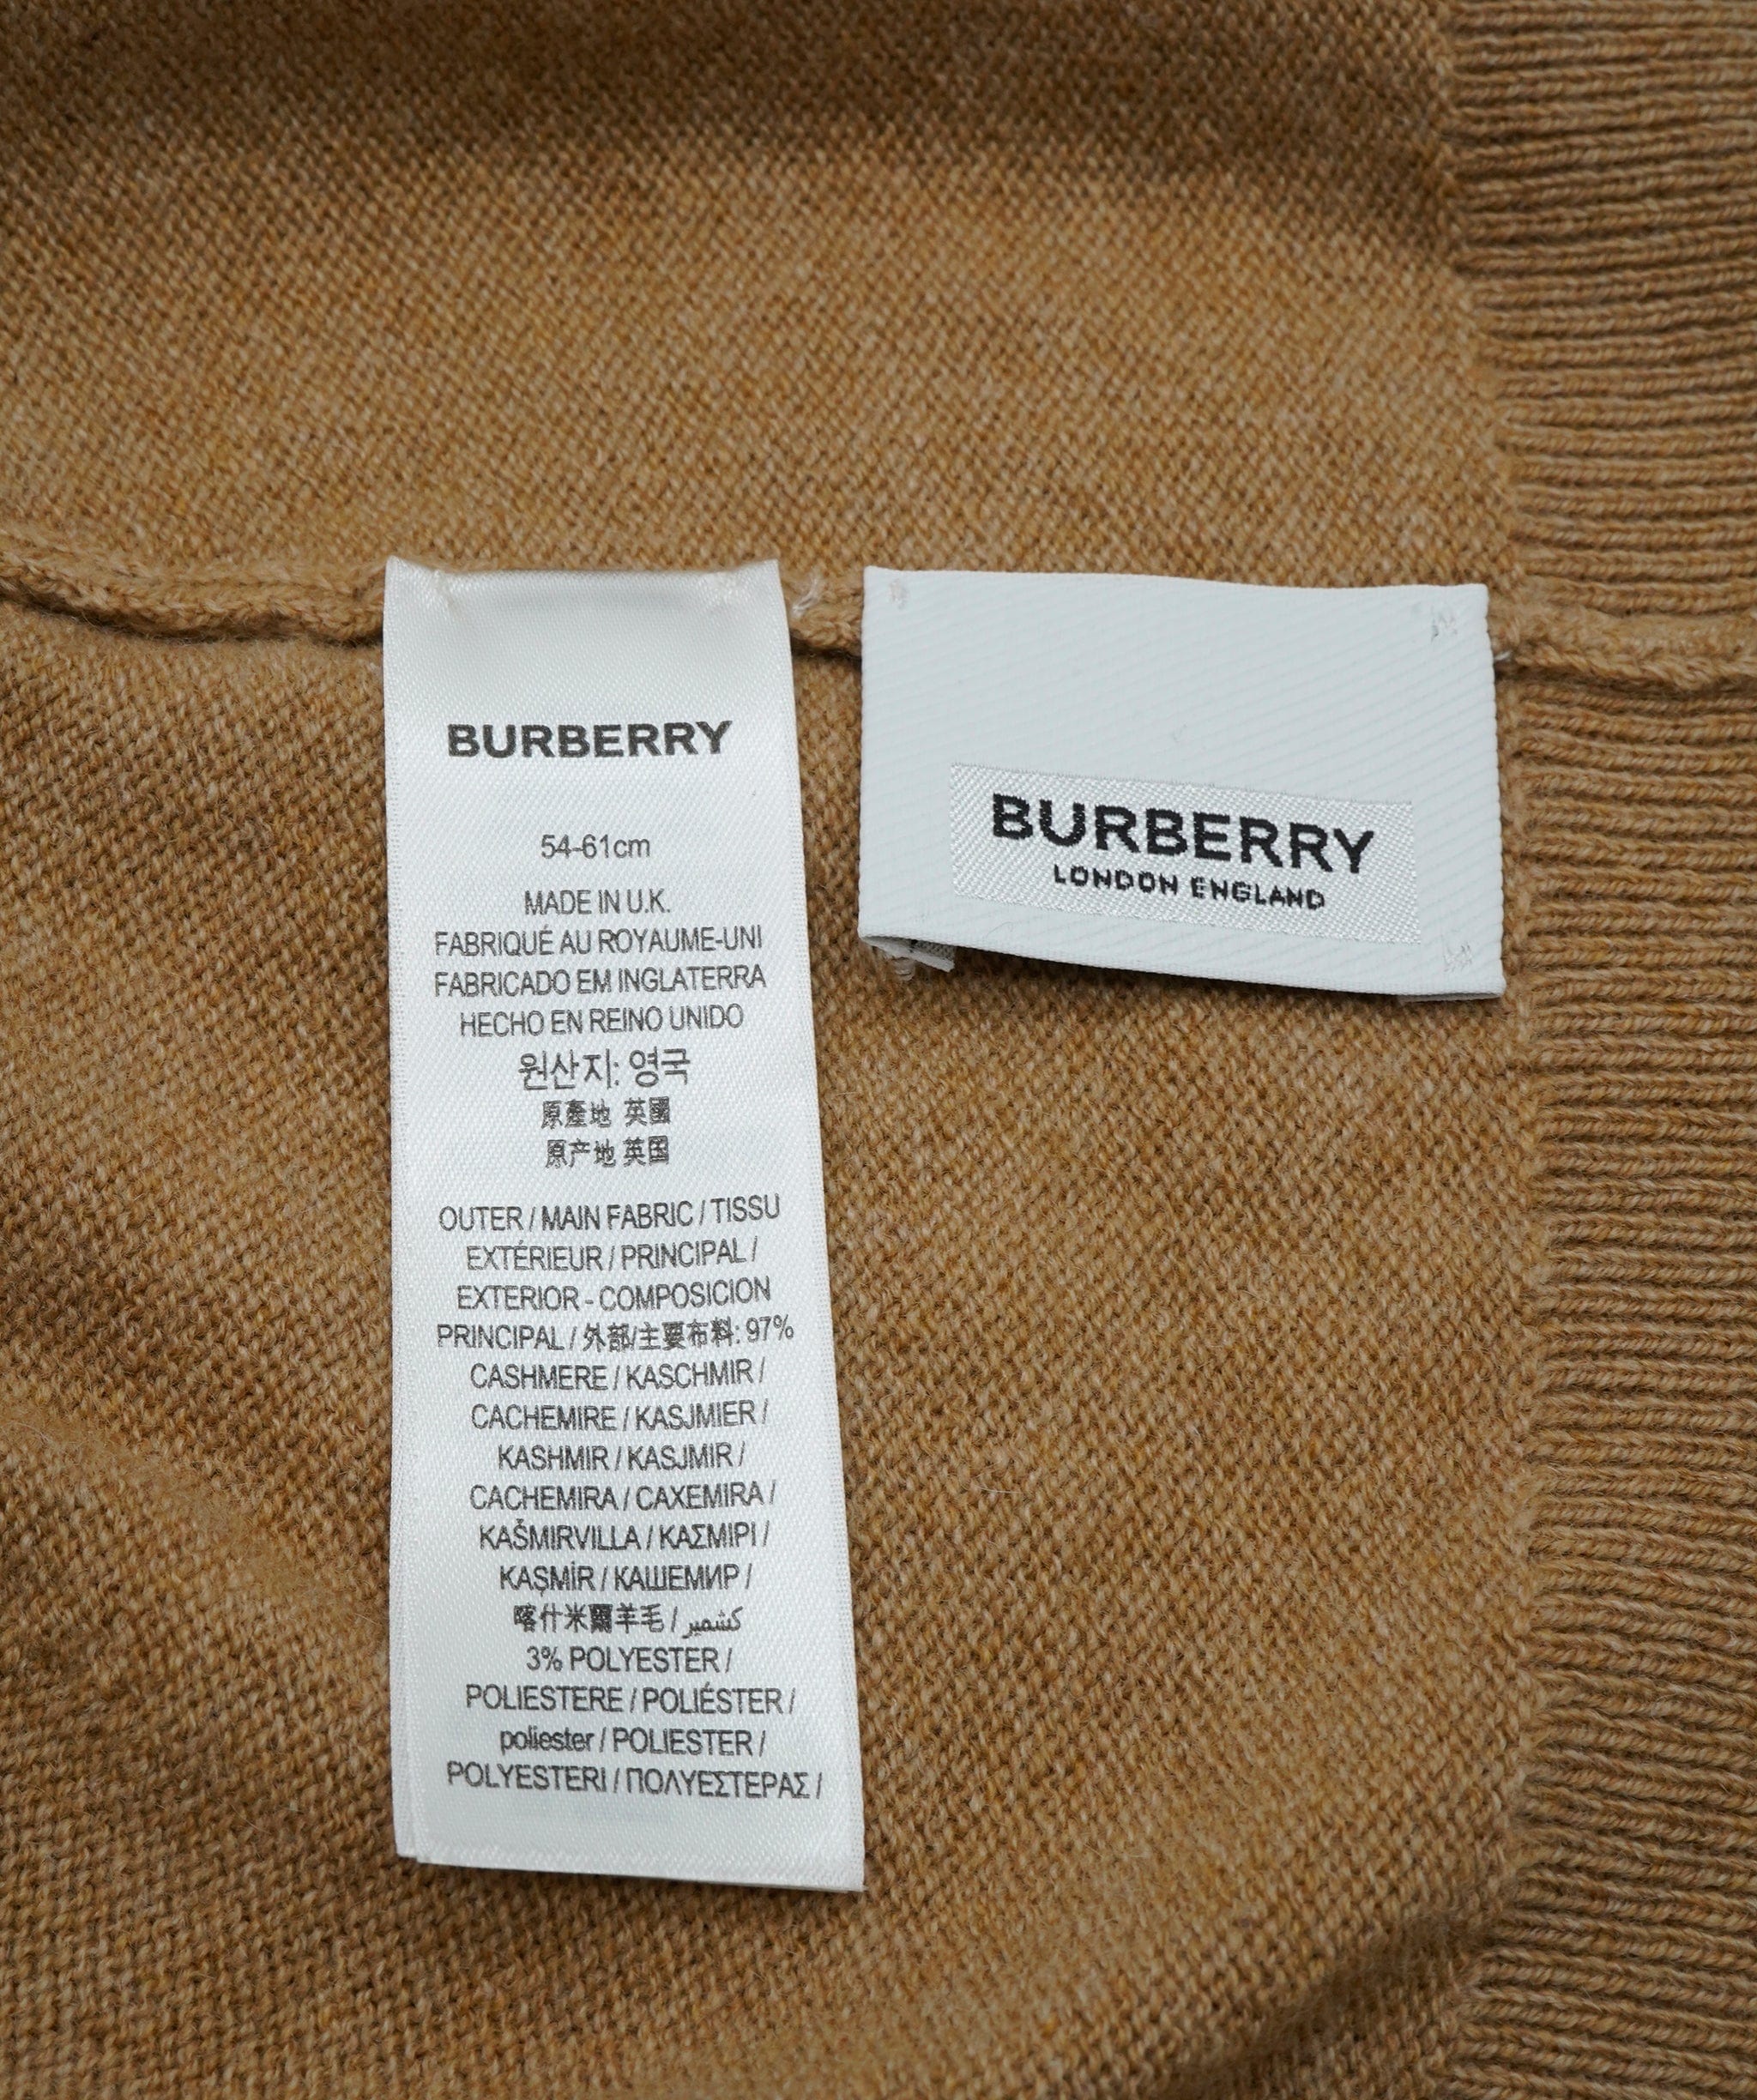 BURBERRY
54-61cm
MADE IN U.K.
FABRIQUÉ AU ROYAUME-UNI
FABRICADO EM INGLATERRA
HECHO EN REINO UNIDO
원산지: 영국
原產地 英國
原产地 英国
OUTER / MAIN FABRIC / TISSU
EXTÉRIEUR / PRINCIPAL /
EXTERIOR - COMPOSICION
PRINCIPAL / 外部/主要布料: 97%
CASHMERE / KASCHMIR /
CACHEMIRE / KASJMIER /
KASHMIR / KASJMIR /
CACHEMIRA / CAXEMIRA /
KAŠMIRVILLA / ΚΑΣΜΙΡΙ /
KAŞMİR / КАШЕМИР /
喀什米爾羊毛 / كشمير
3% POLYESTER /
POLIESTERE / POLIÉSTER /
poliester / POLIESTER /
POLYESTERI / ΠΟΛΥΕΣΤΕΡΑΣ /
BURBERRY
LONDON ENGLAND